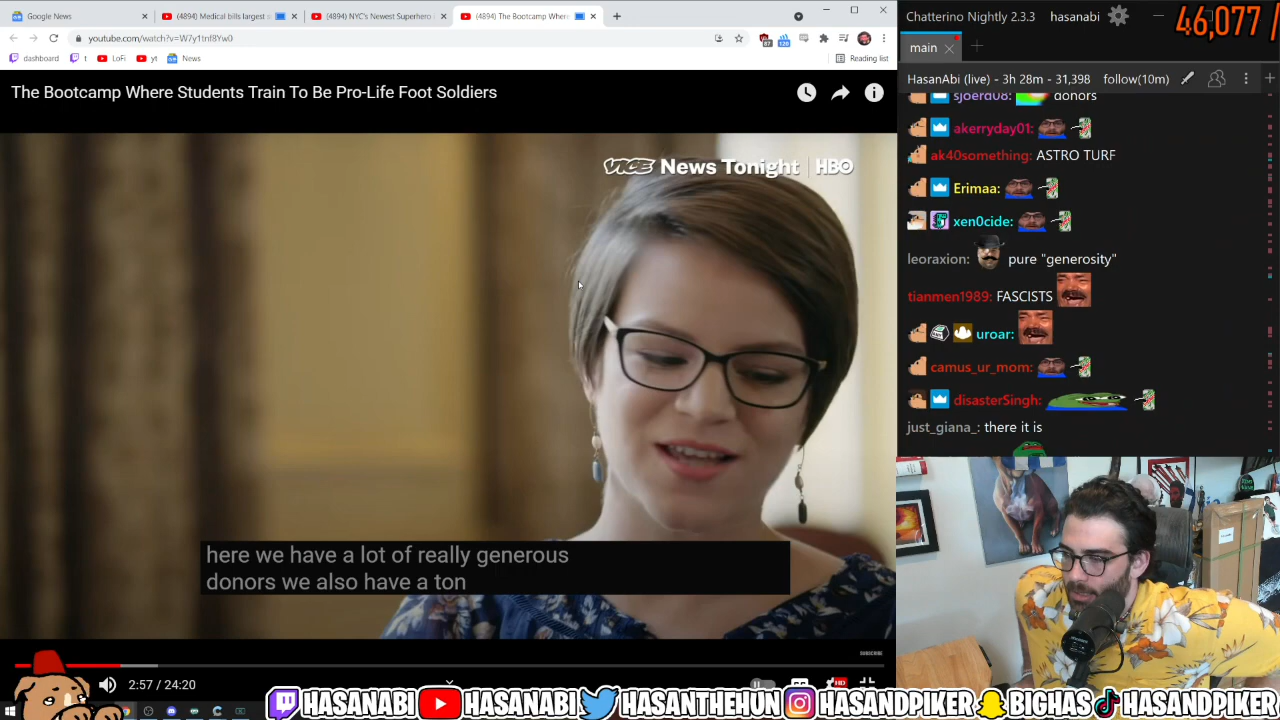 Google News
(4894) Medical bills largest s
(4894) NYC's Newest Superhero
(4894) The Bootcamp Where
Chatterino Nightly 2.3.3
hasanabi
46,077 /
youtube.com/watch?v=W7y1tnf8Yw0
main
dashboard
t
LoFi
yt
News
Reading list
HasanAbi (live) - 3h 28m - 31,398
follow(10m)
The Bootcamp Where Students Train To Be Pro-Life Foot Soldiers
sjoerd08: donors
akerryday01:
ak40something: ASTRO TURF
VICE News Tonight | HBO
Erimaa:
xen0cide:
leoraxion: pure "generosity"
tianmen1989: FASCISTS
uroar:
camus_ur_mom:
disasterSingh:
just_giana_: there it is
here we have a lot of really generous
donors we also have a ton
SUBSCRIBE
2:57 / 24:20
HD
HASANABI HASANABI HASANTHEHUN HASANDPIKER BIGHAS HASANDPIKER